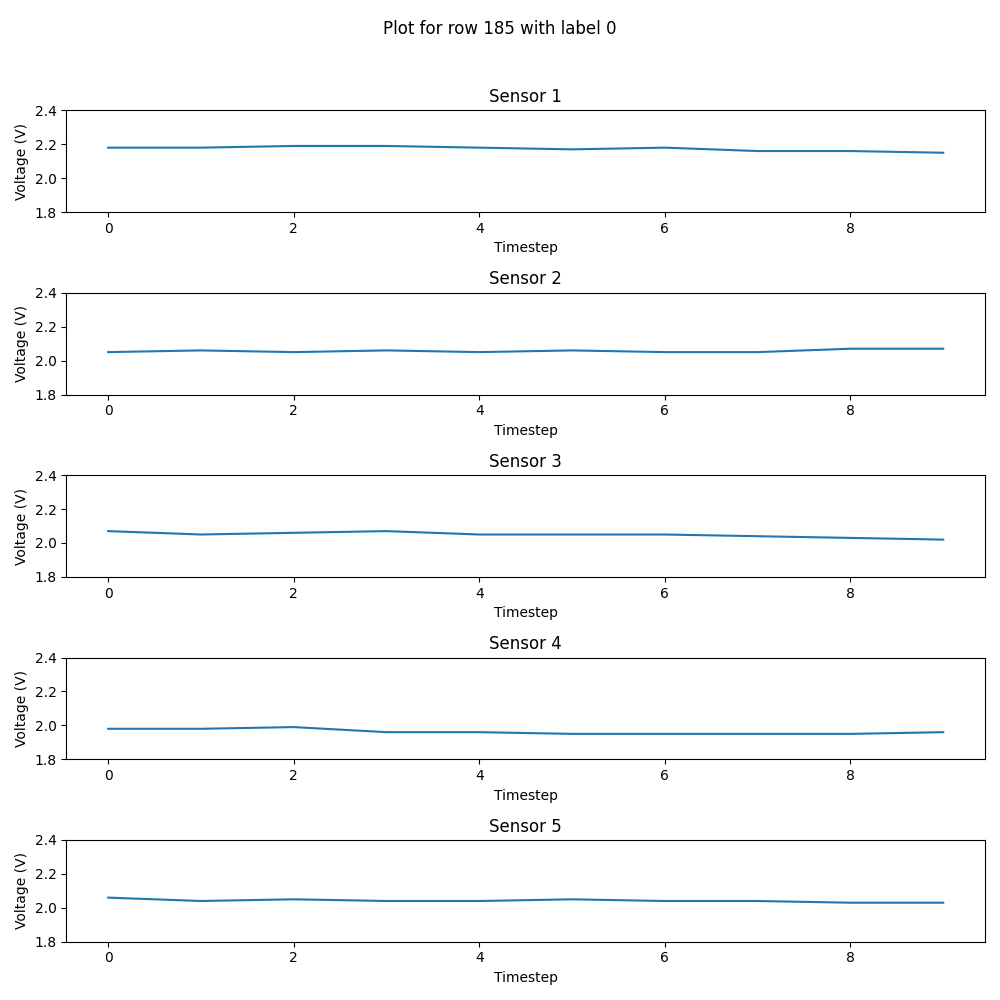 Plot for row 185 with label 0
Sensor 1
2.4
2.2
2.0
1.8
Voltage (V)
0 2 4 6 8
Timestep
Sensor 2
2.4
2.2
2.0
1.8
Voltage (V)
0 2 4 6 8
Timestep
Sensor 3
2.4
2.2
2.0
1.8
Voltage (V)
0 2 4 6 8
Timestep
Sensor 4
2.4
2.2
2.0
1.8
Voltage (V)
0 2 4 6 8
Timestep
Sensor 5
2.4
2.2
2.0
1.8
Voltage (V)
0 2 4 6 8
Timestep